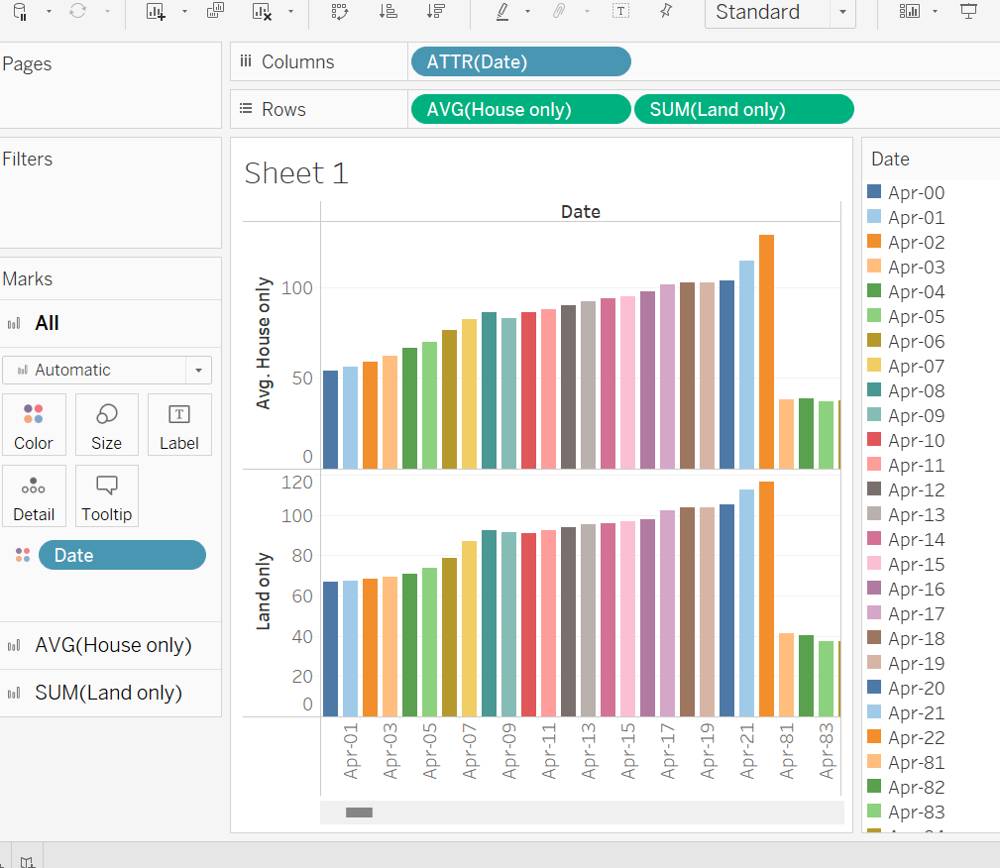 Standard
Pages
Columns
ATTR(Date)
Rows
AVG(House only)
SUM(Land only)
Filters
Marks
All
Automatic
Color
Size
Label
Detail
Tooltip
Date
AVG(House only)
SUM(Land only)
Sheet 1
Date
Avg. House only
100
50
0
Land only
120
100
80
60
40
20
0
Apr-01
Apr-03
Apr-05
Apr-07
Apr-09
Apr-11
Apr-13
Apr-15
Apr-17
Apr-19
Apr-21
Apr-81
Apr-83
Date
Apr-00
Apr-01
Apr-02
Apr-03
Apr-04
Apr-05
Apr-06
Apr-07
Apr-08
Apr-09
Apr-10
Apr-11
Apr-12
Apr-13
Apr-14
Apr-15
Apr-16
Apr-17
Apr-18
Apr-19
Apr-20
Apr-21
Apr-22
Apr-81
Apr-82
Apr-83